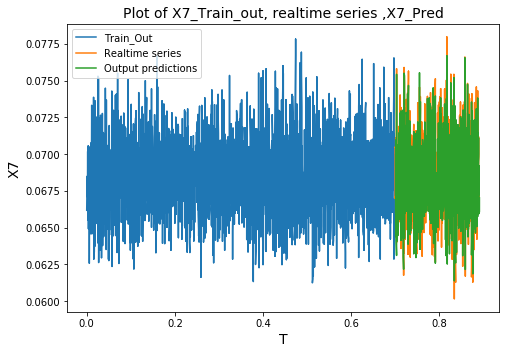 Plot of X7_Train_out, realtime series ,X7_Pred
Train_Out
Realtime series
Output predictions
0.0775
0.0750
0.0725
0.0700
0.0675
0.0650
0.0625
0.0600
X7
0.0
0.2
0.4
0.6
0.8
T